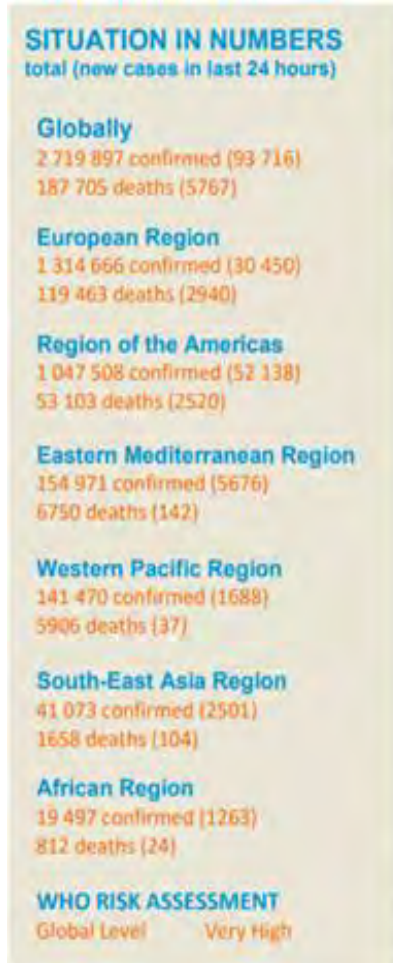 SITUATION IN NUMBERS
total (new cases in last 24 hours)
Globally
2 719 897 confirmed (93 716)
187 705 deaths (5767)
European Region
1 314 666 confirmed (30 450)
119 463 deaths (2940)
Region of the Americas
1 047 508 confirmed (52 138)
53 103 deaths (2520)
Eastern Mediterranean Region
154 971 confirmed (5676)
6750 deaths (142)
Western Pacific Region
141 470 confirmed (1688)
5906 deaths (37)
South-East Asia Region
41 073 confirmed (2501)
1658 deaths (104)
African Region
19 497 confirmed (1263)
812 deaths (24)
WHO RISK ASSESSMENT
Global Level Very High